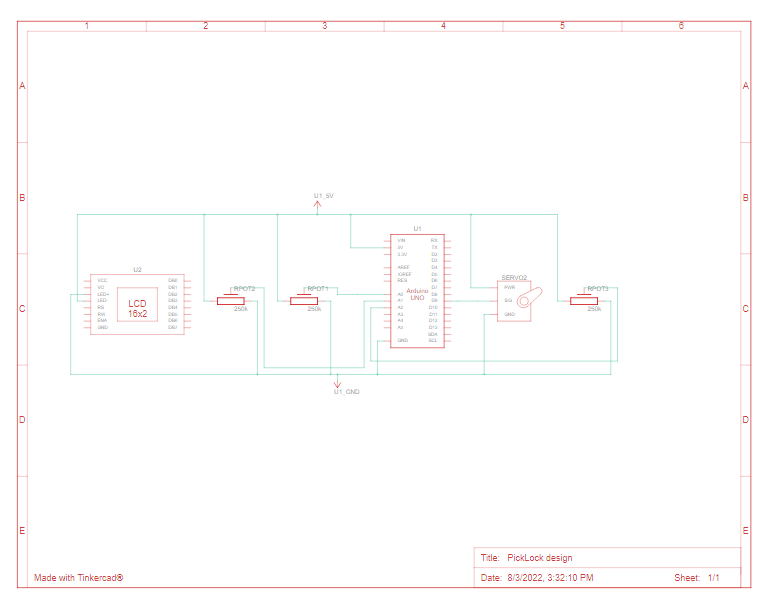 1 2 3 4 5 6
A A
B B
U1_5V
U1
VIN RX
5V TX
3.3V D2
D3
AREF D4
IOREF D5
RES D6
D7
A0 D8
A1 D9
A2 D10
A3 D11
A4 D12
A5 D13
SDA
GND SCL
Arduino
UNO
U2
VCC DB0
VO DB1
LED+ DB2
LED- DB3
RS DB4
RW DB5
ENA DB6
GND DB7
LCD
16x2
RPOT2
250k
RPOT1
250k
SERVO2
PWR
SIG
GND
RPOT3
250k
C C
U1_GND
D D
E E
Title: PickLock design
Made with Tinkercad®
Date: 8/3/2022, 3:32:10 PM Sheet: 1/1